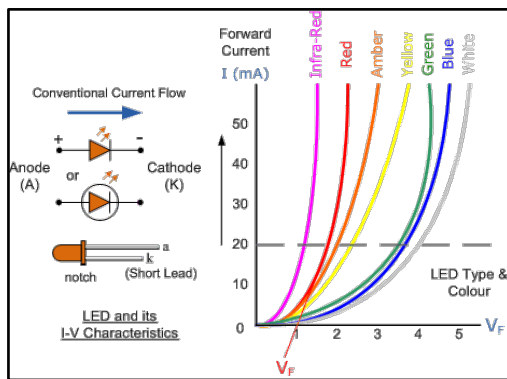 Conventional Current Flow
+
-
Anode
(A)
or
Cathode
(K)
a
k
notch
(Short Lead)
LED and its
I-V Characteristics
Forward
Current
I (mA)
Infra-Red
Red
Amber
Yellow
Green
Blue
White
50
40
30
20
10
0
1
2
3
4
5
VF
VF
LED Type &
Colour